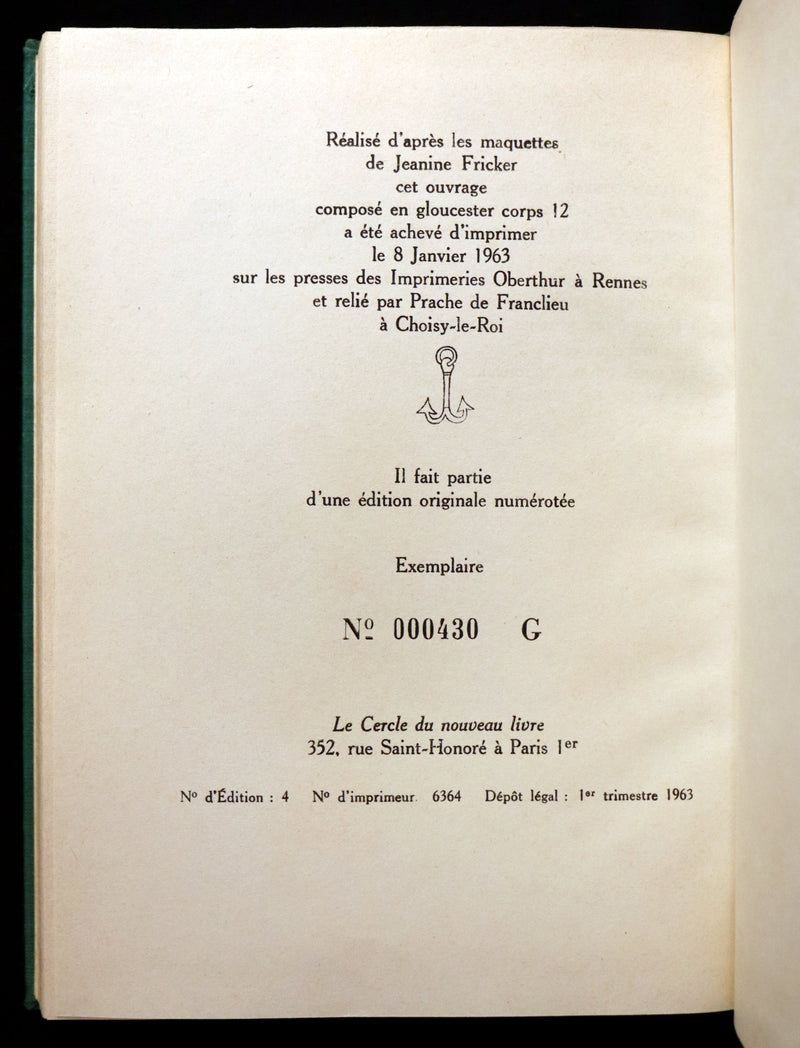 Réalisé d'après les maquettes
de Jeanine Fricker
cet ouvrage
composé en gloucester corps 12
a été achevé d'imprimer
le 8 Janvier 1963
sur les presses des Imprimeries Oberthur à Rennes
et relié par Prache de Franclieu
à Choisy-le-Roi
Il fait partie
d'une édition originale numérotée
Exemplaire
Nº 000430 G
Le Cercle du nouveau livre
352, rue Saint-Honoré à Paris 1er
Nº d'Édition : 4 Nº d'imprimeur. 6364 Dépôt légal : 1er trimestre 1963